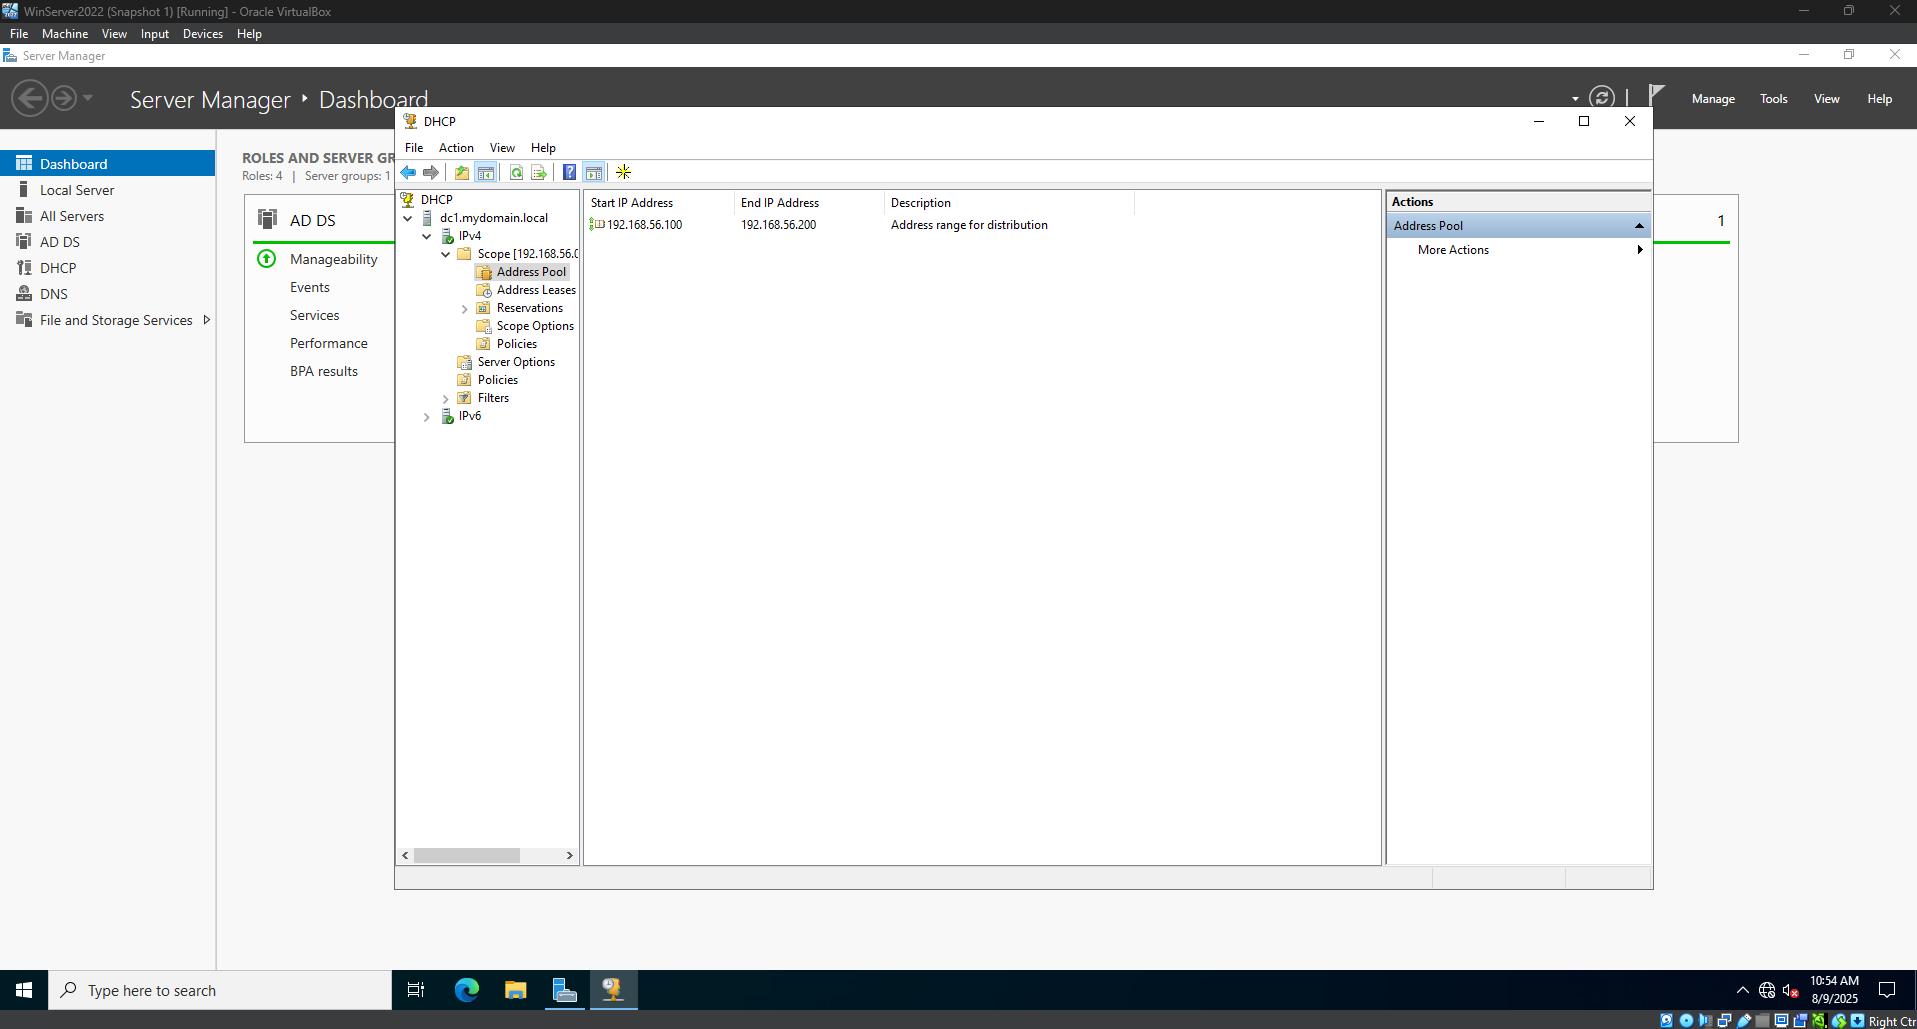 WinServer2022 (Snapshot 1) [Running] - Oracle VirtualBox
File Machine View Input Devices Help
Server Manager
Server Manager Dashboard
Manage Tools View Help
Dashboard
Local Server
All Servers
AD DS
DHCP
DNS
File and Storage Services
ROLES AND SERVER GR
Roles: 4 | Server groups: 1
AD DS
Manageability
Events
Services
Performance
BPA results
1
DHCP
File Action View Help
DHCP
dc1.mydomain.local
IPv4
Scope [192.168.56.0
Address Pool
Address Leases
Reservations
Scope Options
Policies
Server Options
Policies
Filters
IPv6
Start IP Address End IP Address Description
192.168.56.100 192.168.56.200 Address range for distribution
Actions
Address Pool
More Actions
Type here to search
10:54 AM
8/9/2025
Right Ctr